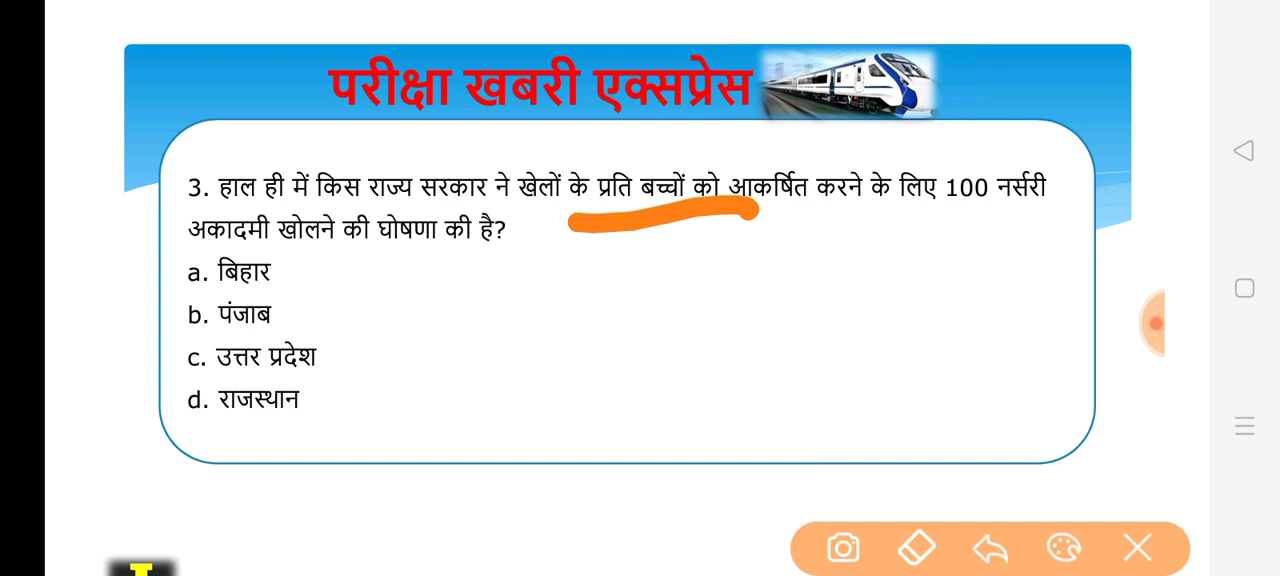 परीक्षा खबरी एक्सप्रेस
3. हाल ही में किस राज्य सरकार ने खेलों के प्रति बच्चों को आकर्षित करने के लिए 100 नर्सरी
अकादमी खोलने की घोषणा की है?
a. बिहार
b. पंजाब
c. उत्तर प्रदेश
d. राजस्थान